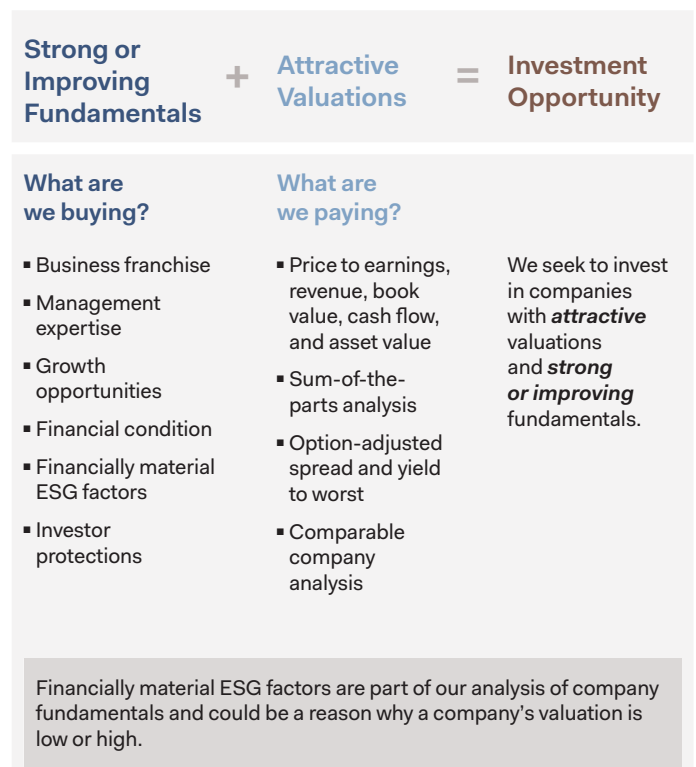 Strong or
Improving
Fundamentals
+
Attractive
Valuations
=
Investment
Opportunity
What are
we buying?
▪ Business franchise
▪ Management
expertise
▪ Growth
opportunities
▪ Financial condition
▪ Financially material
ESG factors
▪ Investor
protections
What are
we paying?
▪ Price to earnings,
revenue, book
value, cash flow,
and asset value
▪ Sum-of-the-
parts analysis
▪ Option-adjusted
spread and yield
to worst
▪ Comparable
company
analysis
We seek to invest
in companies
with attractive
valuations
and strong
or improving
fundamentals.
Financially material ESG factors are part of our analysis of company
fundamentals and could be a reason why a company’s valuation is
low or high.